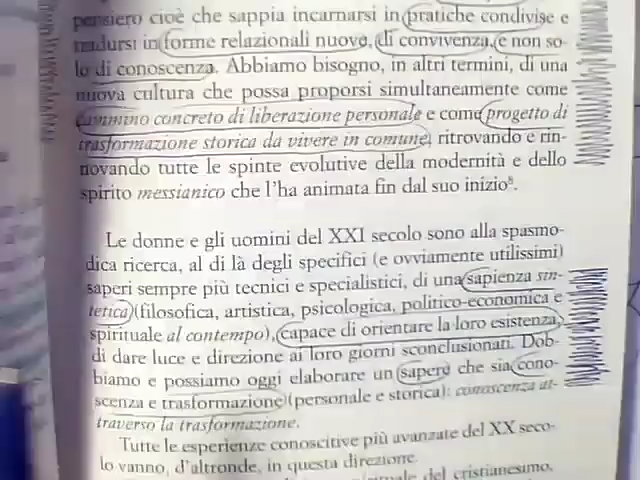 pensiero cioè che sappia incarnarsi in pratiche condivise e
tradursi in forme relazionali nuove, di convivenza, e non so-
lo di conoscenza. Abbiamo bisogno, in altri termini, di una
nuova cultura che possa proporsi simultaneamente come
cammino concreto di liberazione personale e come progetto di
trasformazione storica da vivere in comune, ritrovando e rin-
novando tutte le spinte evolutive della modernità e dello
spirito messianico che l'ha animata fin dal suo inizio⁸.
Le donne e gli uomini del XXI secolo sono alla spasmo-
dica ricerca, al di là degli specifici (e ovviamente utilissimi)
saperi sempre più tecnici e specialistici, di una sapienza sin-
tetica (filosofica, artistica, psicologica, politico-economica e
spirituale al contempo), capace di orientare la loro esistenza,
di dare luce e direzione ai loro giorni sconclusionati. Dob-
biamo e possiamo oggi elaborare un sapere che sia cono-
scenza e trasformazione (personale e storica): conoscenza at-
traverso la trasformazione.
Tutte le esperienze conoscitive più avanzate del XX seco-
lo vanno, d'altronde, in questa direzione.
del cristianesimo,